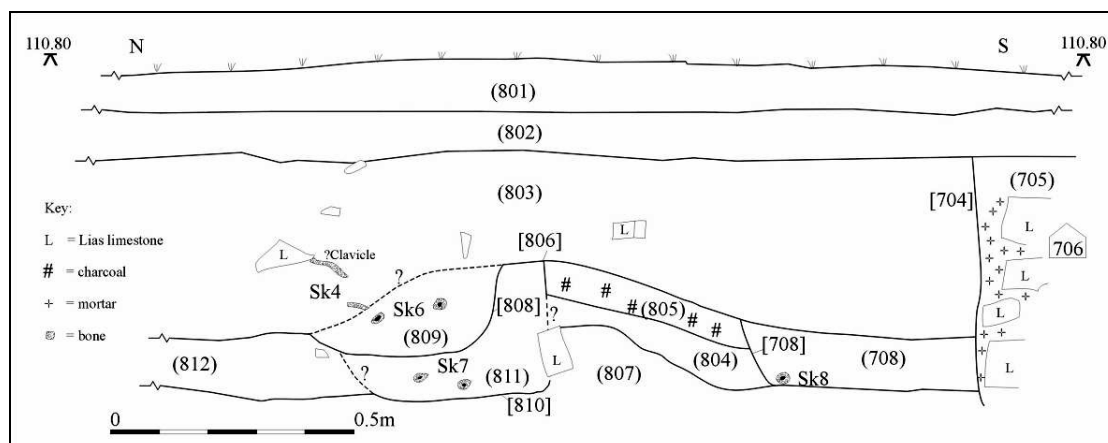 110.80
N
S
110.80
(801)
(802)
(803)
[704]
(705)
Key:
L = Lias limestone
# = charcoal
+ = mortar
= bone
L
706
L
L
L
[806]
L
?Clavicle
Sk4
?
Sk6
(809)
[808]
?
(805)
# # # # #
(804)
[708]
(708)
Sk8
(812)
?
Sk7
(811)
[810]
L
(807)
0
0.5m